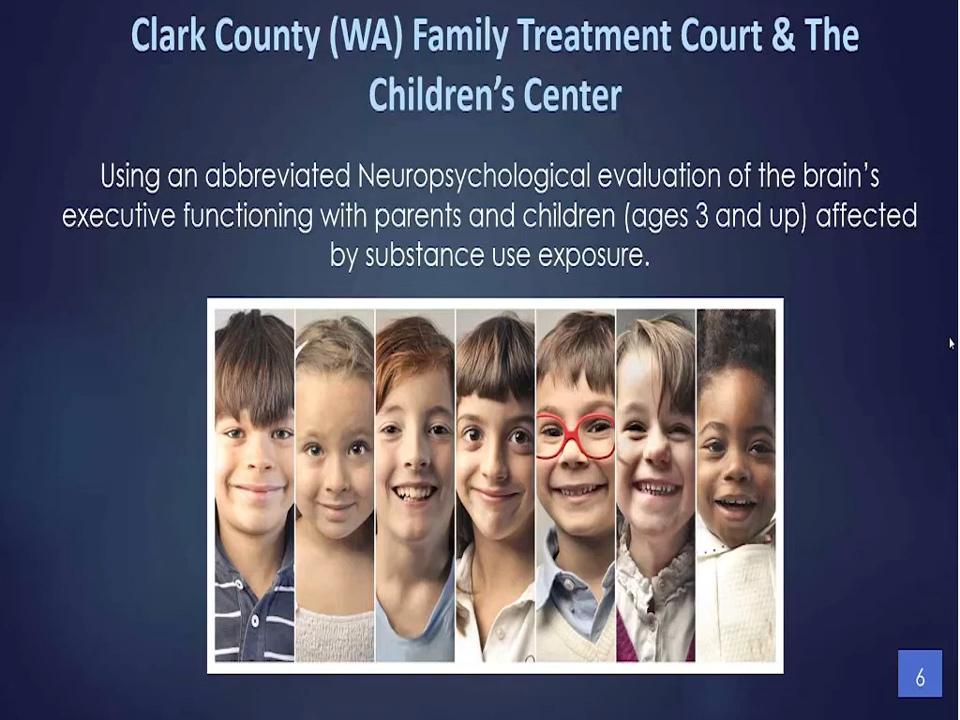 Clark County (WA) Family Treatment Court & The
Children's Center
Using an abbreviated Neuropsychological evaluation of the brain's
executive functioning with parents and children (ages 3 and up) affected
by substance use exposure.
6